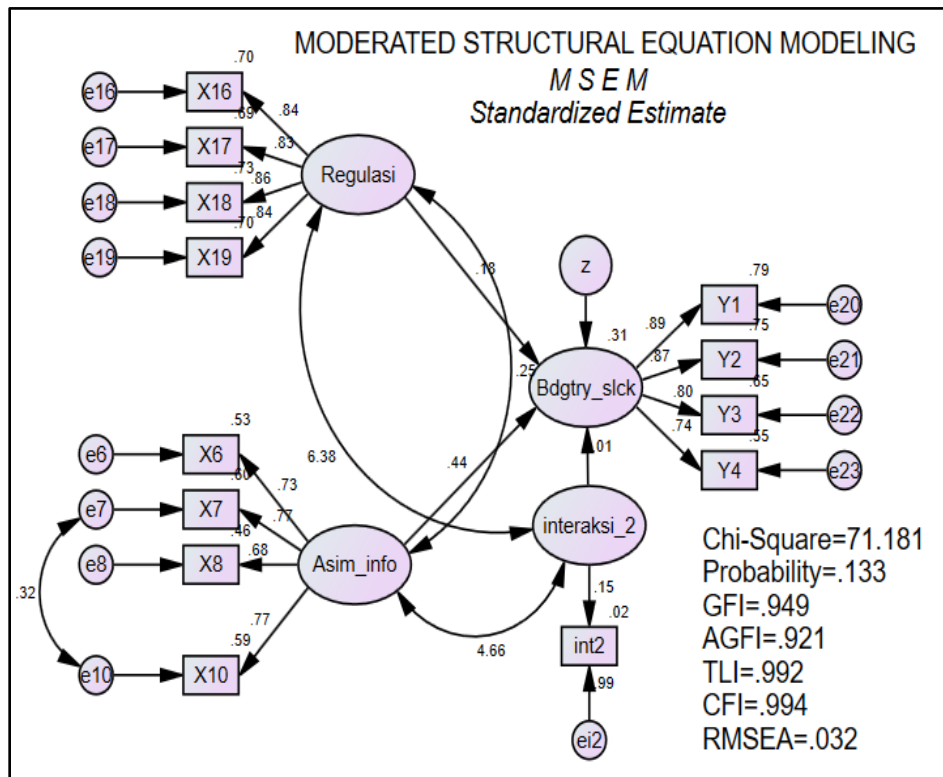 MODERATED STRUCTURAL EQUATION MODELING
M S E M
Standardized Estimate
.70
e16
X16
.84
.69
e17
X17
.83
.73
e18
X18
.86
.70
e19
X19
.84
Regulasi
.18
.25
z
.31
Bdgtry_slck
.79
.89
Y1
e20
.75
.87
Y2
e21
.65
.80
Y3
e22
.55
.74
Y4
e23
6.38
.44
.01
interaksi_2
.53
e6
X6
.73
.60
e7
X7
.77
.46
e8
X8
.68
Asim_info
.32
.77
.59
e10
X10
4.66
.15
.02
int2
.99
ei2
Chi-Square=71.181
Probability=.133
GFI=.949
AGFI=.921
TLI=.992
CFI=.994
RMSEA=.032